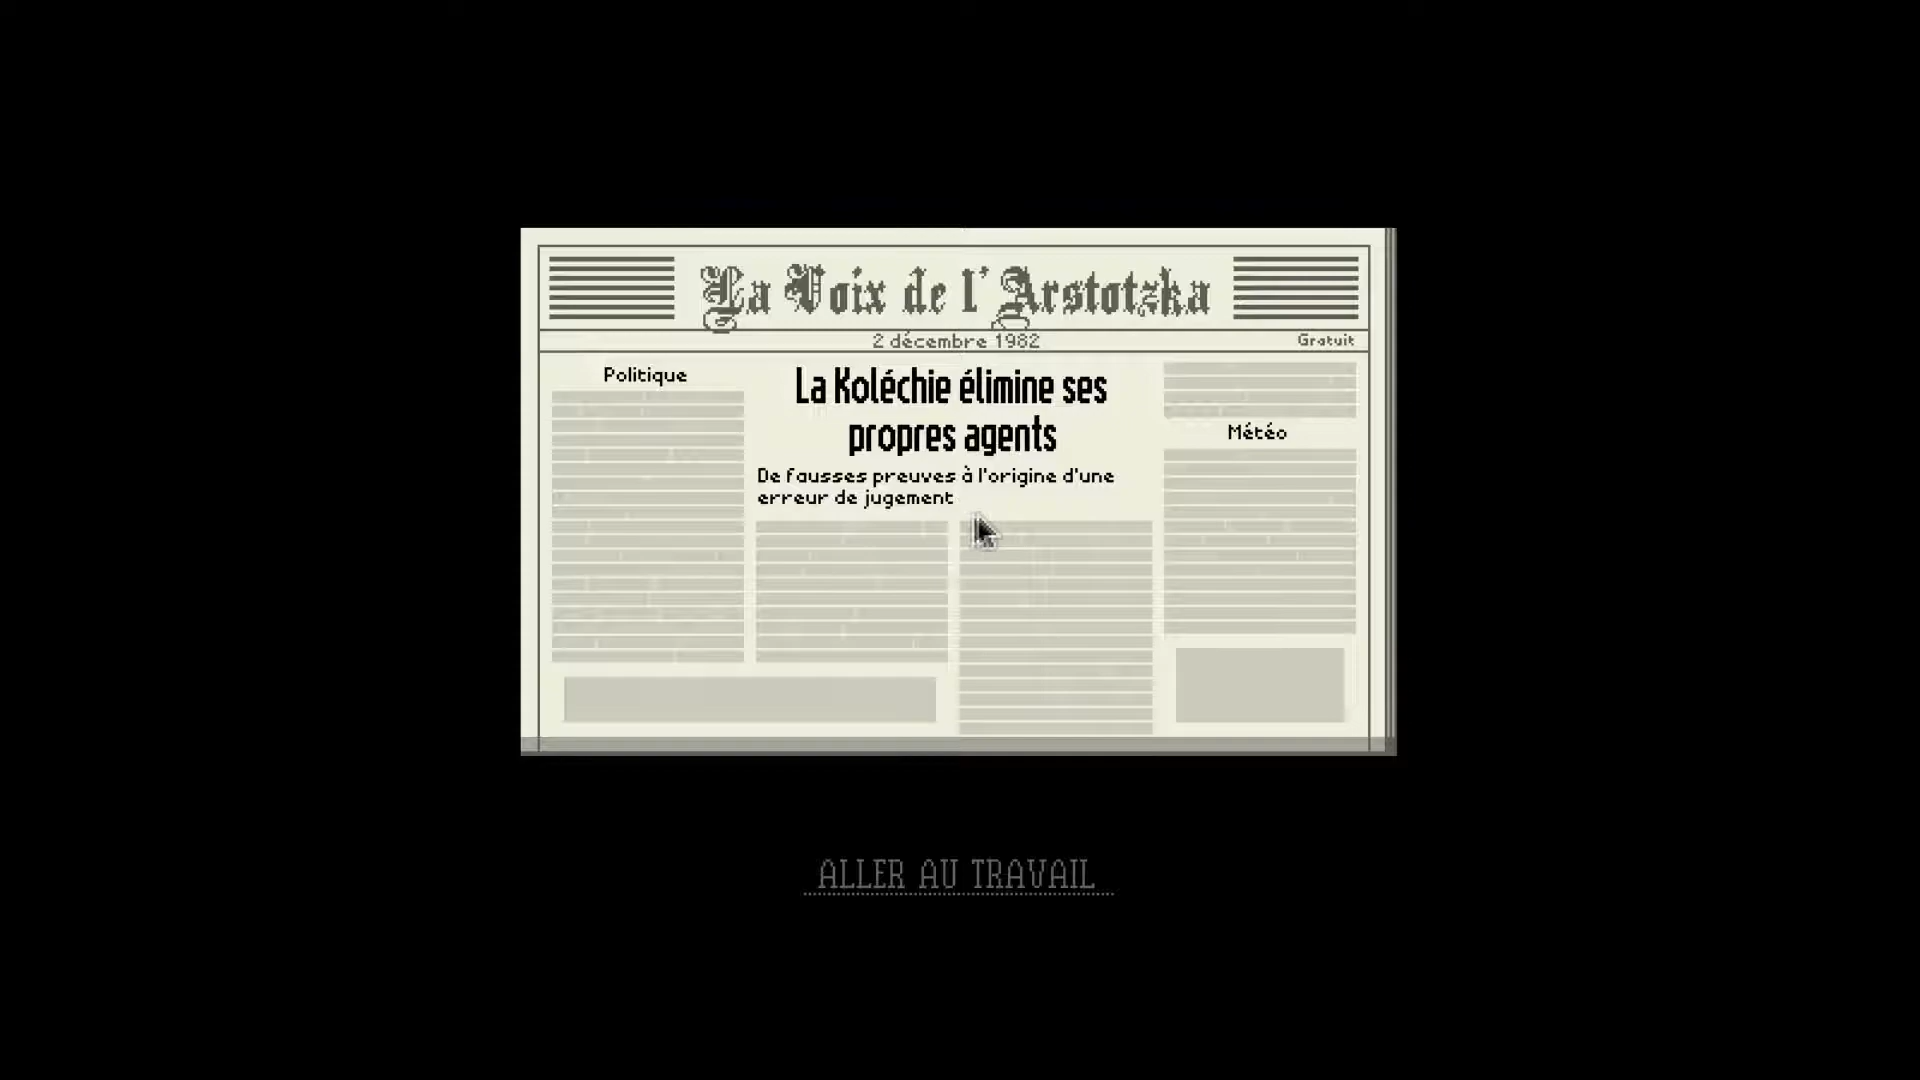 La Voix de l'Arstotzka
2 décembre 1982
Gratuit
Politique
La Koléchie élimine ses
propres agents
De fausses preuves à l'origine d'une
erreur de jugement
Météo
ALLER AU TRAVAIL